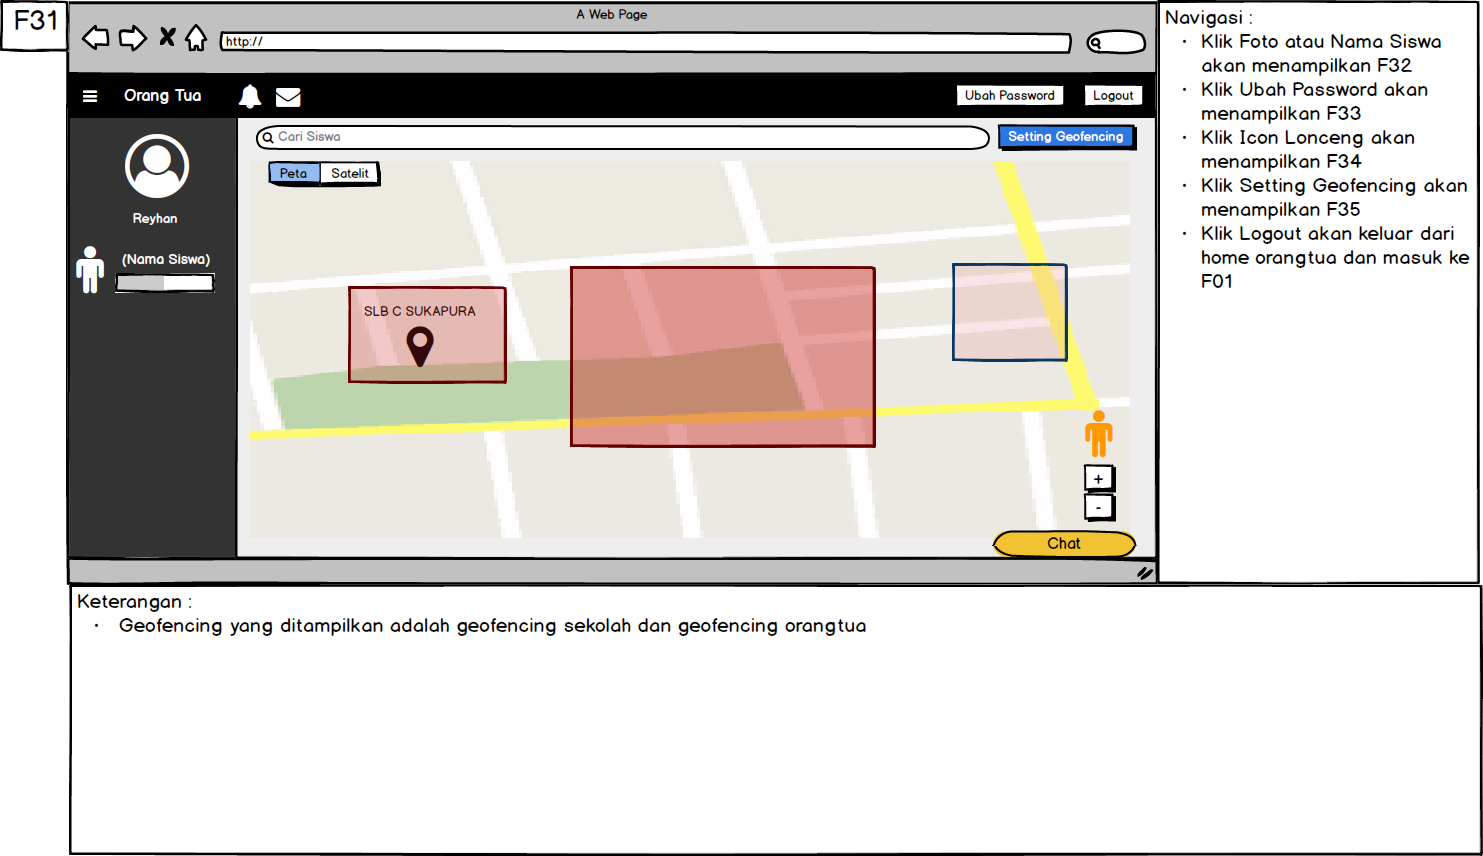 F31
A Web Page
http://
Orang Tua
Ubah Password
Logout
Reyhan
(Nama Siswa)
Cari Siswa
Setting Geofencing
Peta
Satelit
SLB C SUKAPURA
+
-
Chat
Navigasi :
• Klik Foto atau Nama Siswa
akan menampilkan F32
• Klik Ubah Password akan
menampilkan F33
• Klik Icon Lonceng akan
menampilkan F34
• Klik Setting Geofencing akan
menampilkan F35
• Klik Logout akan keluar dari
home orangtua dan masuk ke
F01
Keterangan :
• Geofencing yang ditampilkan adalah geofencing sekolah dan geofencing orangtua